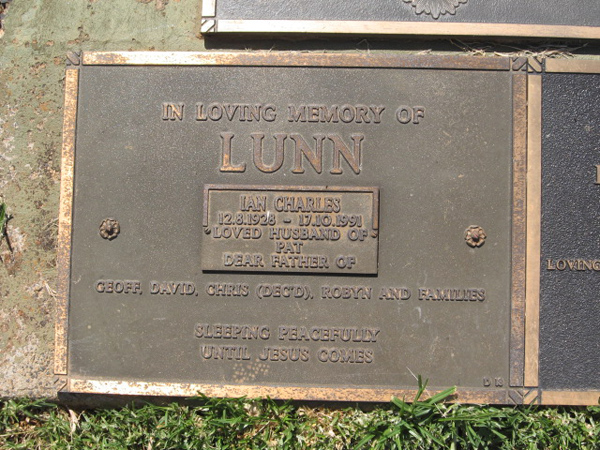 IN LOVING MEMORY OF
LUNN
IAN CHARLES
12.8.1928 - 17.10.1991
LOVED HUSBAND OF
PAT
DEAR FATHER OF
GEOFF, DAVID, CHRIS (DEC'D), ROBYN AND FAMILIES
SLEEPING PEACEFULLY
UNTIL JESUS COMES
LOVING